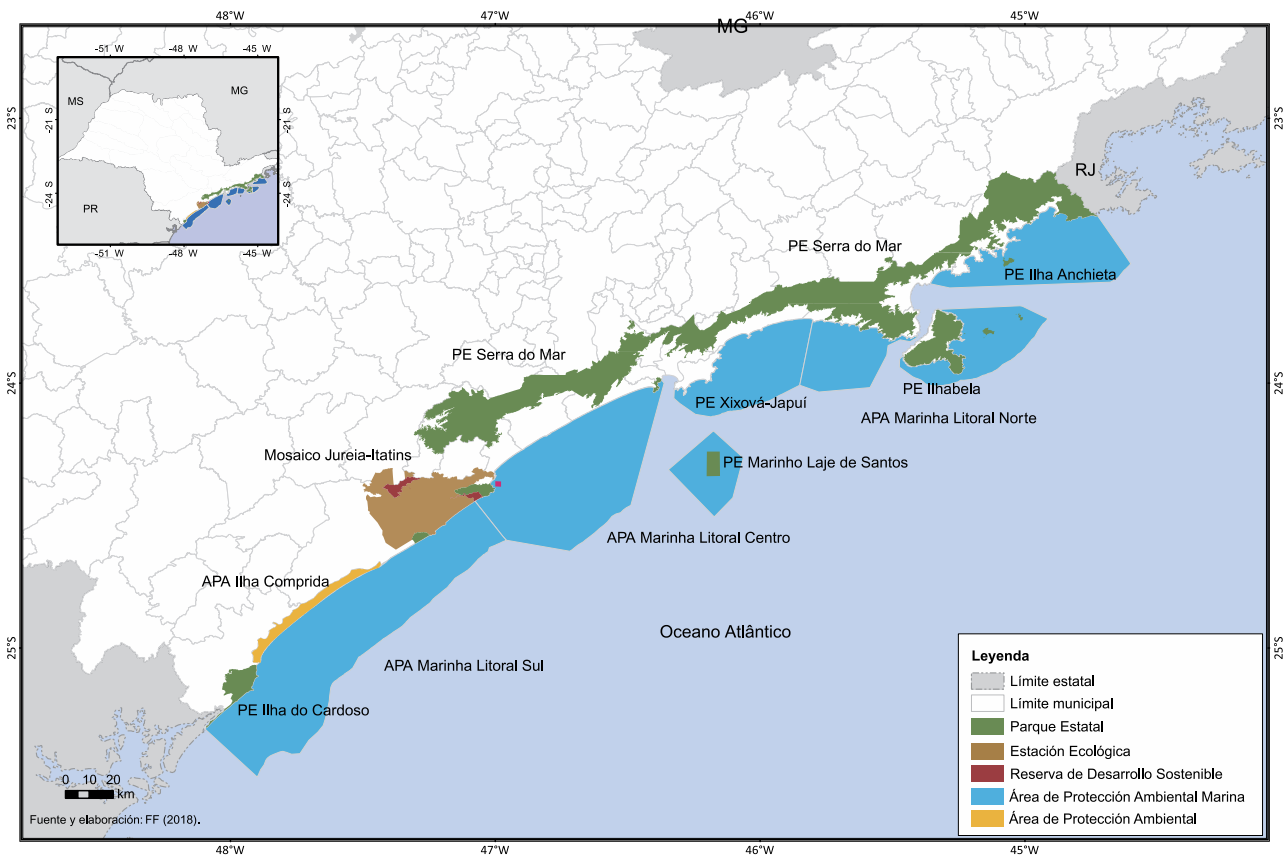 48°W 47°W 46°W 45°W
MG
-51 W -48 W -45 W
MS
MG
-21 S
-21 S
-24 S
-24 S
PR
-51°W -48 W -45 W
23°S
23°S
RJ
PE Serra do Mar
PE Ilha Anchieta
PE Serra do Mar
24°S
24°S
PE Ilhabela
PE Xixová-Japuí
APA Marinha Litoral Norte
Mosaico Jureia-Itatins
PE Marinho Laje de Santos
APA Marinha Litoral Centro
APA Ilha Comprida
Oceano Atlântico
25°S
25°S
APA Marinha Litoral Sul
PE Ilha do Cardoso
Leyenda
Límite estatal
Límite municipal
Parque Estatal
Estación Ecológica
Reserva de Desarrollo Sostenible
Área de Protección Ambiental Marina
Área de Protección Ambiental
0 10 20
km
Fuente y elaboración: FF (2018).
48°W 47°W 46°W 45°W